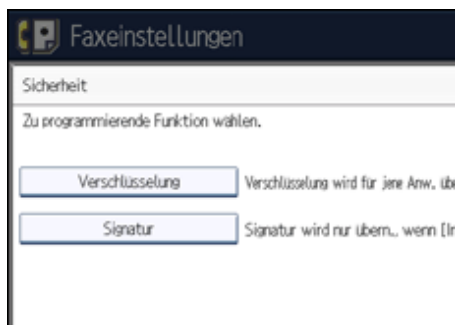 Faxeinstellungen
Sicherheit
Zu programmierende Funktion wählen.
Verschlüsselung Verschlüsselung wird für jene Anw. übe
Signatur Signatur wird nur übern.. wenn [In